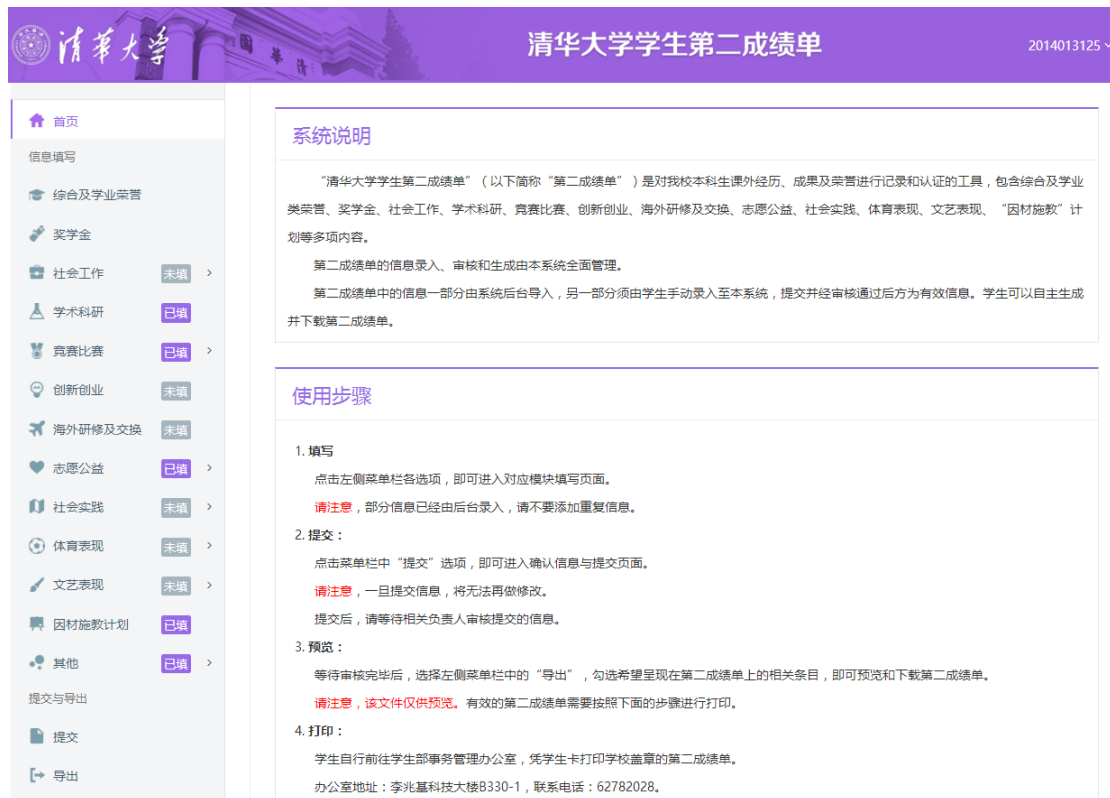 清华大学
清华大学学生第二成绩单
2014013125
首页
信息填写
综合及学业荣誉
奖学金
社会工作 未填
学术科研 已填
竞赛比赛 已填
创新创业 未填
海外研修及交换 未填
志愿公益 已填
社会实践 未填
体育表现 未填
文艺表现 未填
因材施教计划 已填
其他 已填
提交与导出
提交
导出
系统说明
“清华大学学生第二成绩单”（以下简称“第二成绩单”）是对我校本科生课外经历、成果及荣誉进行记录和认证的工具，包含综合及学业
类荣誉、奖学金、社会工作、学术科研、竞赛比赛、创新创业、海外研修及交换、志愿公益、社会实践、体育表现、文艺表现、“因材施教”计
划等多项内容。
第二成绩单的信息录入、审核和生成由本系统全面管理。
第二成绩单中的信息一部分由系统后台导入，另一部分须由学生手动录入至本系统，提交并经审核通过后方为有效信息。学生可以自主生成
并下载第二成绩单。
使用步骤
1. 填写
点击左侧菜单栏各选项，即可进入对应模块填写页面。
请注意，部分信息已经由后台录入，请不要添加重复信息。
2. 提交：
点击菜单栏中“提交”选项，即可进入确认信息与提交页面。
请注意，一旦提交信息，将无法再做修改。
提交后，请等待相关负责人审核提交的信息。
3. 预览：
等待审核完毕后，选择左侧菜单栏中的“导出”，勾选希望呈现在第二成绩单上的相关条目，即可预览和下载第二成绩单。
请注意，该文件仅供预览。有效的第二成绩单需要按照下面的步骤进行打印。
4. 打印：
学生自行前往学生部事务管理办公室，凭学生卡打印学校盖章的第二成绩单。
办公室地址：李兆基科技大楼B330-1，联系电话：62782028。